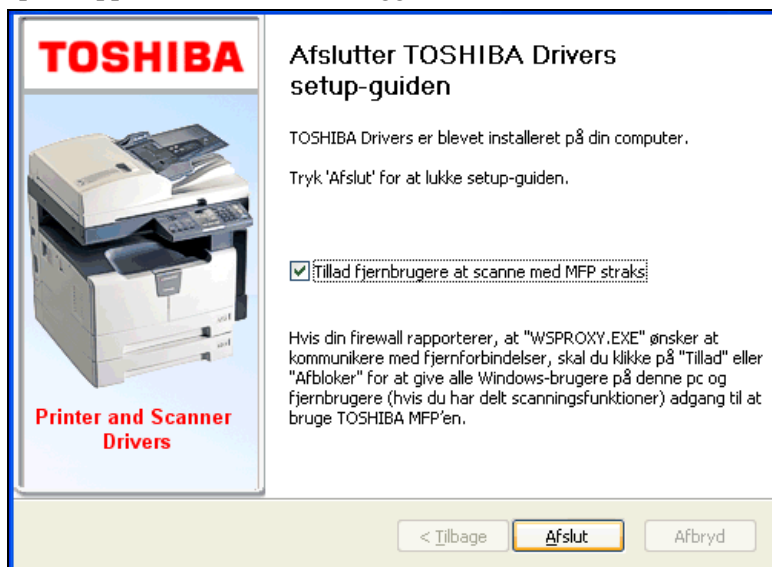 TOSHIBA
Printer and Scanner
Drivers
Afslutter TOSHIBA Drivers
setup-guiden
TOSHIBA Drivers er blevet installeret på din computer.
Tryk 'Afslut' for at lukke setup-guiden.
Tillad fjernbrugere at scanne med MFP straks
Hvis din firewall rapporterer, at "WSPROXY.EXE" ønsker at
kommunikere med fjernforbindelser, skal du klikke på "Tillad" eller
"Afbloker" for at give alle Windows-brugere på denne pc og
fjernbrugere (hvis du har delt scanningsfunktioner) adgang til at
bruge TOSHIBA MFP'en.
< Tilbage
Afslut
Afbryd